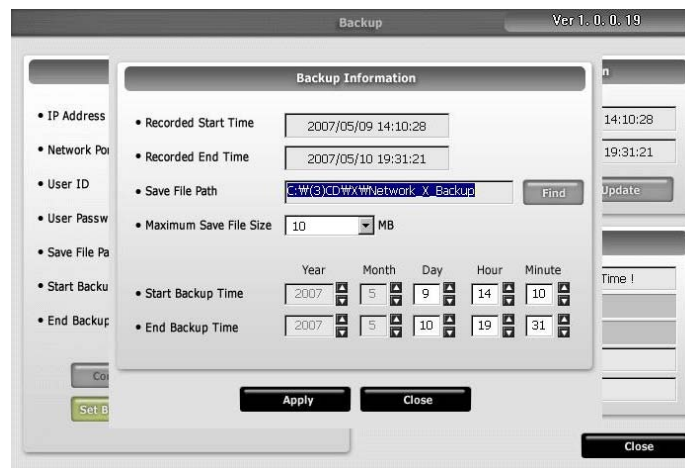 Backup
Ver 1. 0. 0. 19
Backup Information
• IP Address
• Recorded Start Time
2007/05/09 14:10:28
14:10:28
• Network Po
• Recorded End Time
2007/05/10 19:31:21
19:31:21
• User ID
• Save File Path
C:₩(3)CD₩X₩Network_X_Backup
Find
Update
• User Passw
• Maximum Save File Size
10
MB
• Save File Pa
Year Month Day Hour Minute
Time !
• Start Backu
• Start Backup Time
2007 5 9 14 10
• End Backup
• End Backup Time
2007 5 10 19 31
Co
Set B
Apply
Close
Close